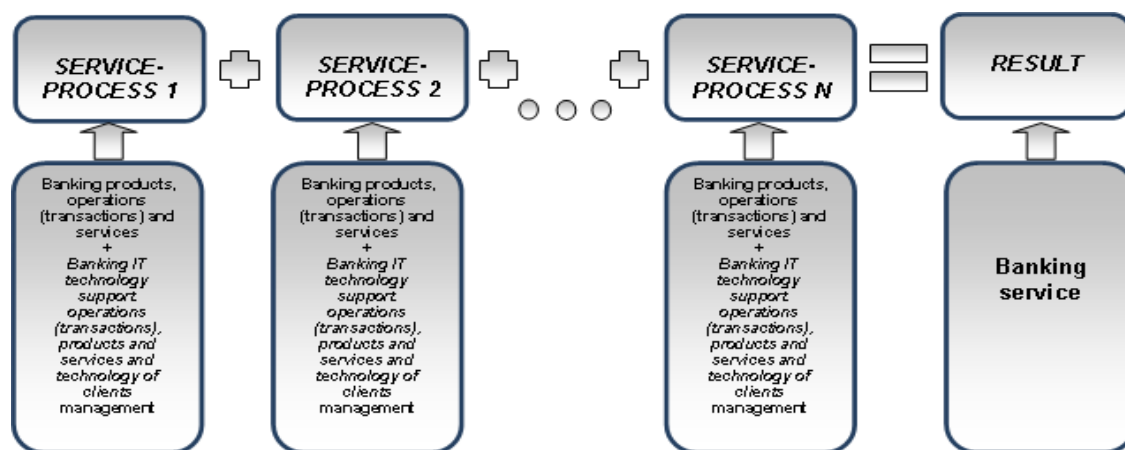 SERVICE-
PROCESS 1
SERVICE-
PROCESS 2
SERVICE-
PROCESS N
RESULT
Banking products,
operations
(transactions) and
services
+
Banking IT
technology
support
operations
(transactions),
products and
services and
technology of
clients
management
Banking products,
operations
(transactions) and
services
+
Banking IT
technology
support
operations
(transactions),
products and
services and
technology of
clients
management
Banking products,
operations
(transactions) and
services
+
Banking IT
technology
support
operations
(transactions),
products and
services and
technology of
clients
management
Banking
service